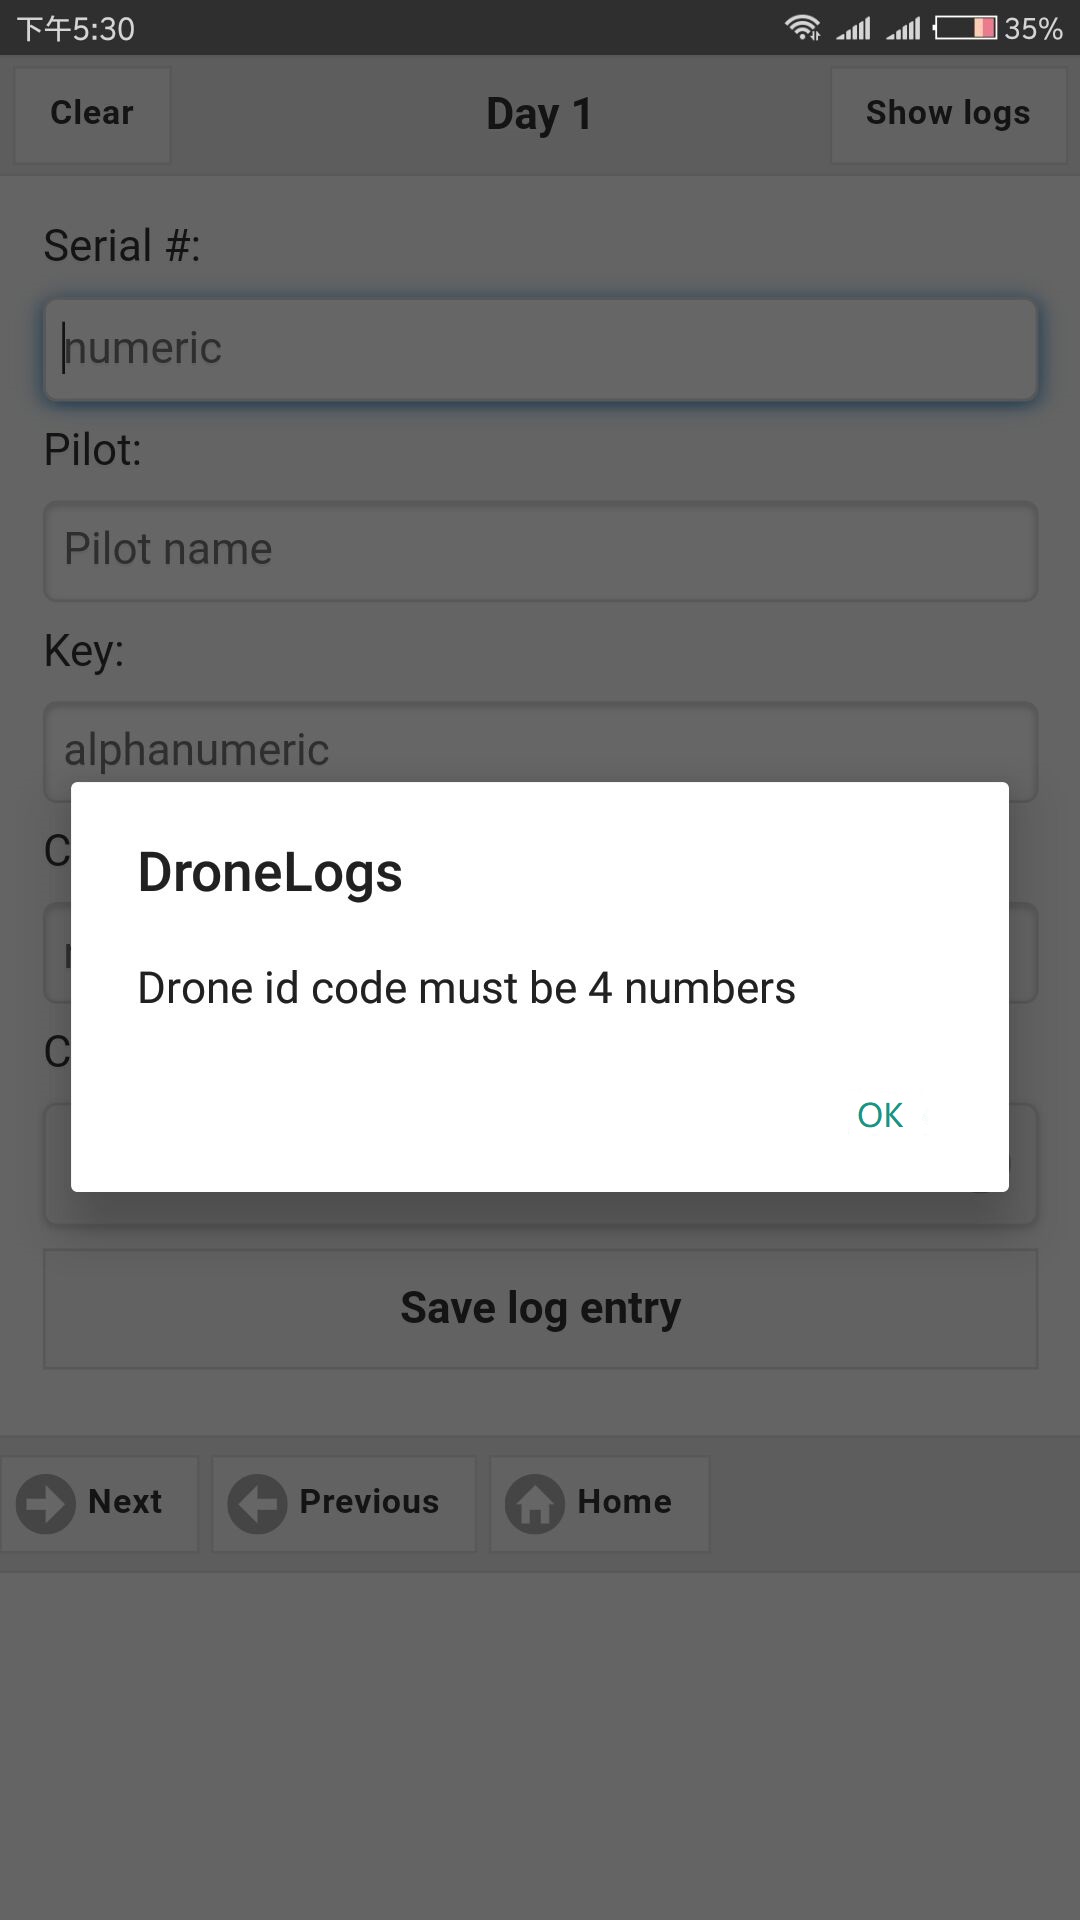 下午5:30
35%
Clear
Day 1
Show logs
Serial #:
numeric
Pilot:
Pilot name
Key:
alphanumeric
C
DroneLogs
Drone id code must be 4 numbers
C
OK
Save log entry
Next
Previous
Home